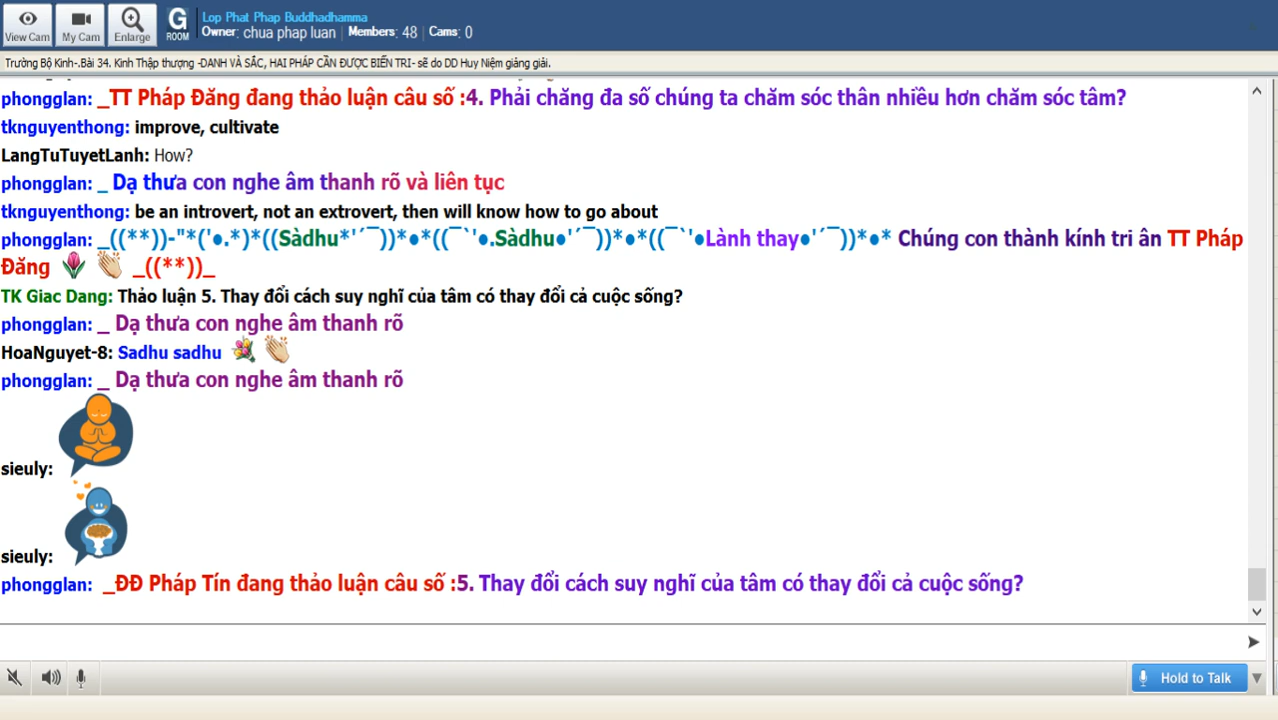 View Cam
My Cam
Enlarge
G
ROOM
Lop Phat Phap Buddhadhamma
Owner: chua phap luan | Members: 48 | Cams: 0
Trường Bộ Kinh-.Bài 34. Kinh Thập thượng -DANH VÀ SẮC, HAI PHÁP CẦN ĐƯỢC BIẾN TRI- sẽ do DD Huy Niệm giảng giải.
phongglan: _TT Pháp Đăng đang thảo luận câu số :4. Phải chăng đa số chúng ta chăm sóc thân nhiều hơn chăm sóc tâm?
tknguyenthong: improve, cultivate
LangTuTuyetLanh: How?
phongglan: _ Dạ thưa con nghe âm thanh rõ và liên tục
tknguyenthong: be an introvert, not an extrovert, then will know how to go about
phongglan: _((**))-"*('●.*)*((Sàdhu*'´¯))*●*((¯`'●.Sàdhu●'´¯))*●*((¯`'●Lành thay●'´¯))*●* Chúng con thành kính tri ân TT Pháp
Đăng _((**))_
TK Giac Dang: Thảo luận 5. Thay đổi cách suy nghĩ của tâm có thay đổi cả cuộc sống?
phongglan: _ Dạ thưa con nghe âm thanh rõ
HoaNguyet-8: Sadhu sadhu
phongglan: _ Dạ thưa con nghe âm thanh rõ
sieuly:
sieuly:
phongglan: _ĐĐ Pháp Tín đang thảo luận câu số :5. Thay đổi cách suy nghĩ của tâm có thay đổi cả cuộc sống?
Hold to Talk